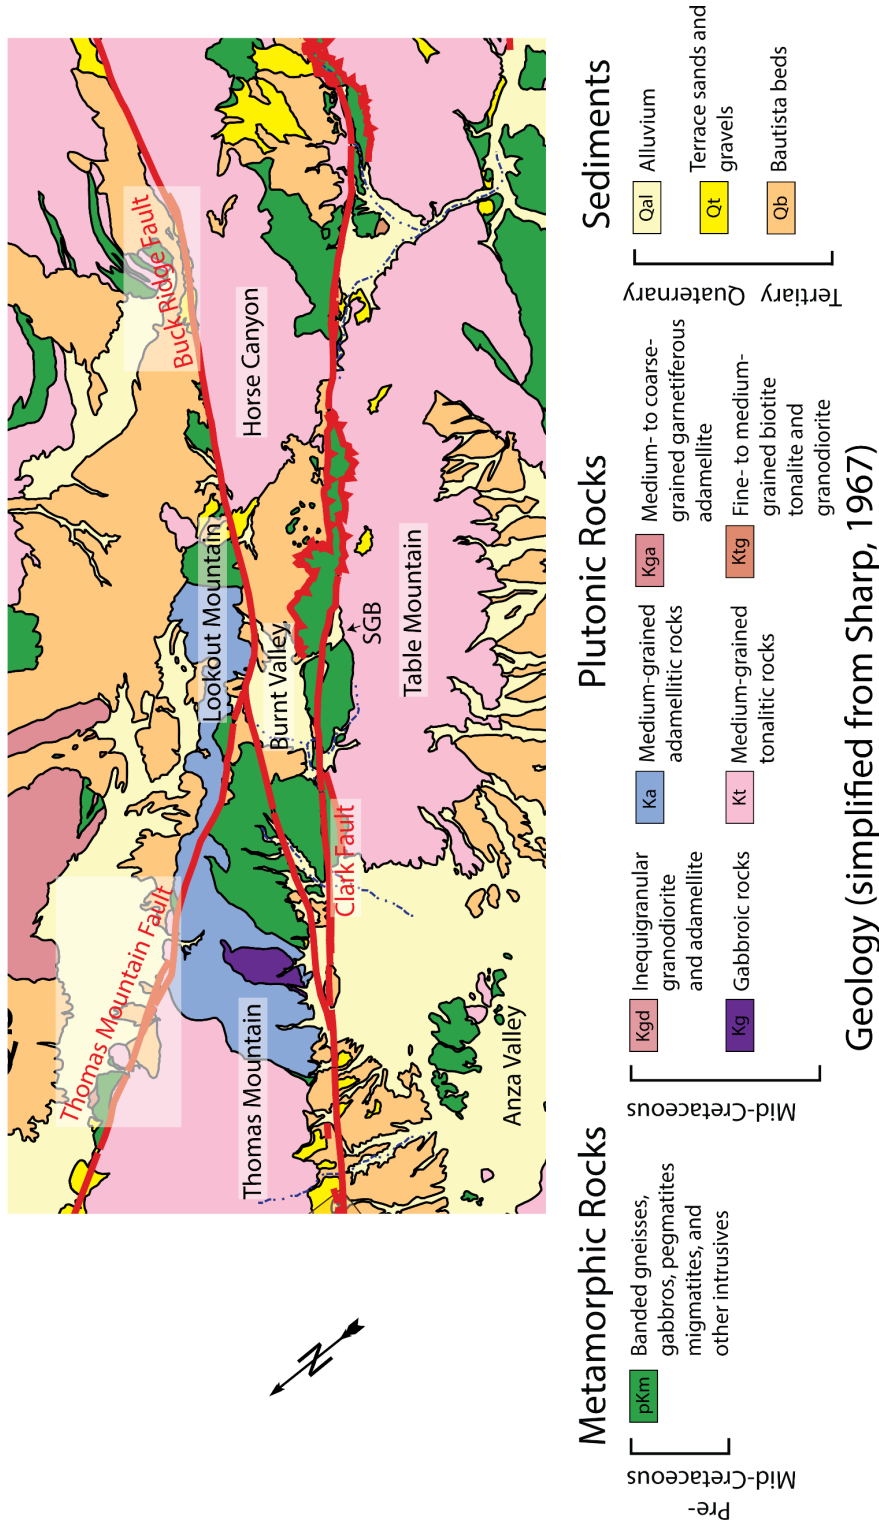 Thomas Mountain Fault
Buck Ridge Fault
Lookout Mountain
Horse Canyon
Thomas Mountain
Burnt Valley
Clark Fault
SGB
Table Mountain
Anza Valley
N
Metamorphic Rocks
Pre-
Mid-Cretaceous
pKm
Banded gneisses,
gabbros, pegmatites
migmatites, and
other intrusives
Plutonic Rocks
Mid-Cretaceous
Kgd
Inequigranular
granodiorite
and adamellite
Kg
Gabbroic rocks
Ka
Medium-grained
adamellitic rocks
Kt
Medium-grained
tonalitic rocks
Kga
Medium- to coarse-
grained garnetiferous
adamellite
Ktg
Fine- to medium-
grained biotite
tonalite and
granodiorite
Sediments
Quaternary
Tertiary
Qal
Alluvium
Qt
Terrace sands and
gravels
Qb
Bautista beds
Geology (simplified from Sharp, 1967)